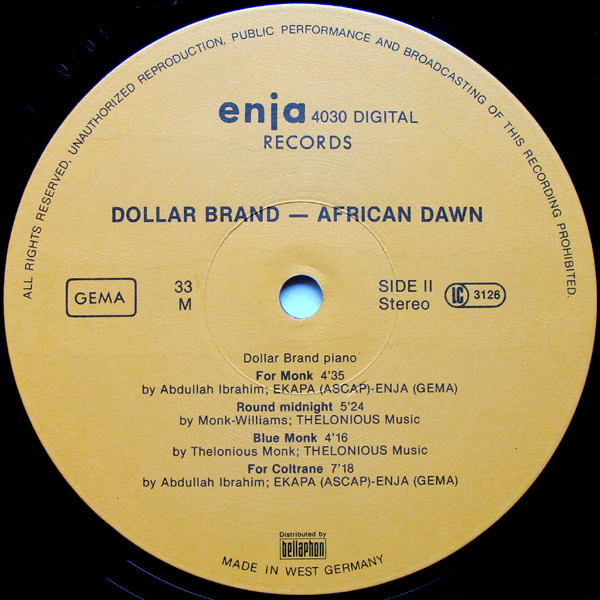 ALL RIGHTS RESERVED, UNAUTHORIZED REPRODUCTION, PUBLIC PERFORMANCE AND BROADCASTING OF THIS RECORDING PROHIBITED.
enja 4030 DIGITAL
RECORDS
DOLLAR BRAND — AFRICAN DAWN
GEMA
33
M
SIDE II
Stereo
LC 3126
Dollar Brand piano
For Monk 4'35
by Abdullah Ibrahim; EKAPA (ASCAP)-ENJA (GEMA)
Round midnight 5'24
by Monk-Williams; THELONIOUS Music
Blue Monk 4'16
by Thelonious Monk; THELONIOUS Music
For Coltrane 7'18
by Abdullah Ibrahim; EKAPA (ASCAP)-ENJA (GEMA)
Distributed by
bellaphon
MADE IN WEST GERMANY